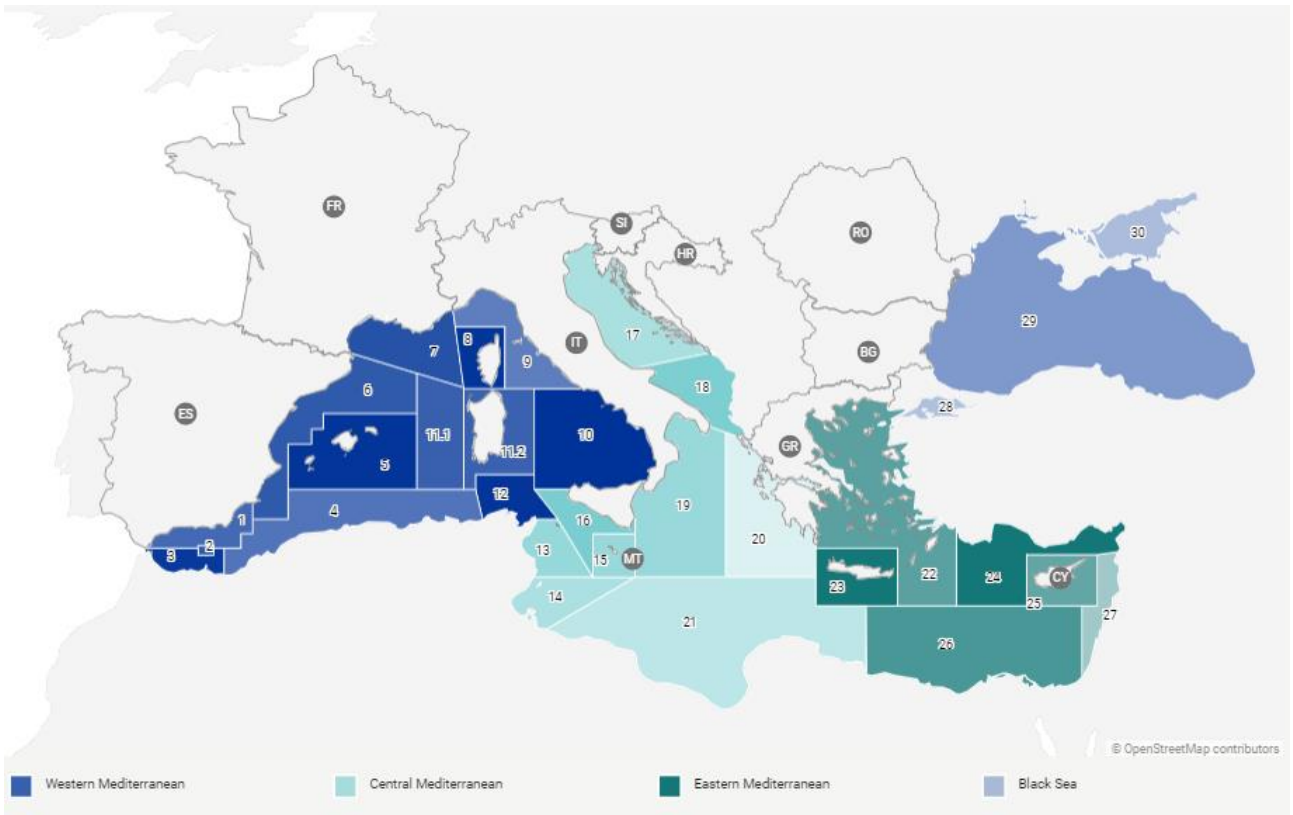 FR
SI
HR
RO
30
29
17
8
7
9
IT
BG
18
6
28
ES
11.1
11.2
10
GR
5
12
4
19
1
16
2
3
13
15
MT
20
22
23
24
CY
25
27
14
21
26
© OpenStreetMap contributors
Western Mediterranean
Central Mediterranean
Eastern Mediterranean
Black Sea